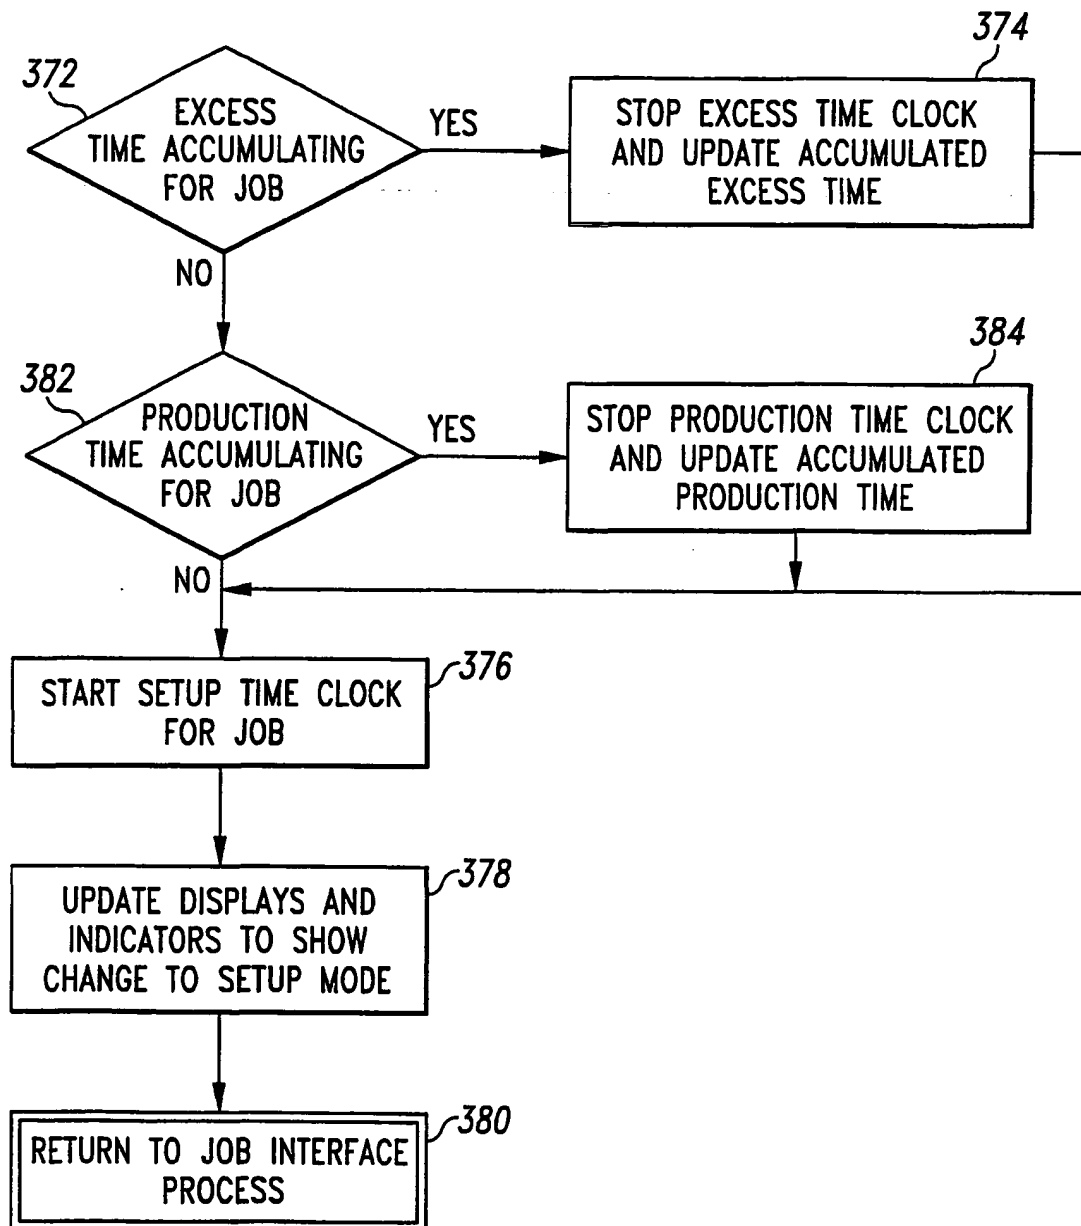 372
EXCESS
TIME ACCUMULATING
FOR JOB
YES
NO
374
STOP EXCESS TIME CLOCK
AND UPDATE ACCUMULATED
EXCESS TIME
382
PRODUCTION
TIME ACCUMULATING
FOR JOB
YES
NO
384
STOP PRODUCTION TIME CLOCK
AND UPDATE ACCUMULATED
PRODUCTION TIME
376
START SETUP TIME CLOCK
FOR JOB
378
UPDATE DISPLAYS AND
INDICATORS TO SHOW
CHANGE TO SETUP MODE
380
RETURN TO JOB INTERFACE
PROCESS